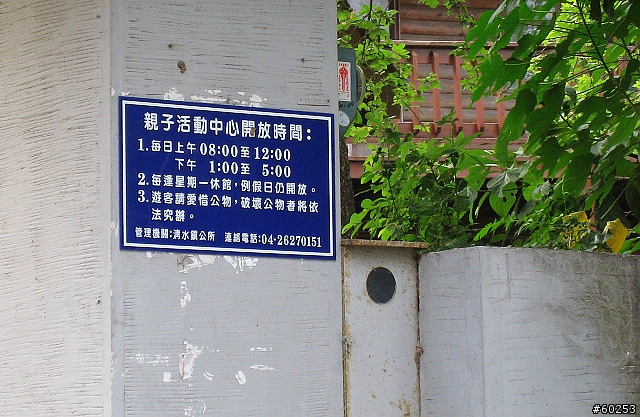 親子活動中心開放時間：
1.每日上午 08:00至 12:00
下午 1:00至 5:00
2.每逢星期一休館，例假日仍開放。
3.遊客請愛惜公物，破壞公物者將依
法究辦。
管理機關:清水鎮公所 連絡電話:04-26270151
#60253